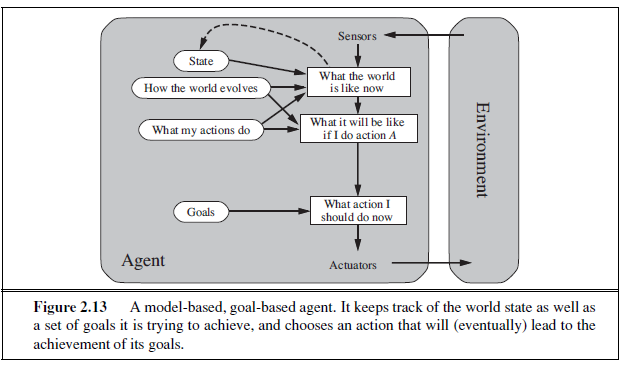 Sensors
State
What the world
is like now
How the world evolves
What it will be like
if I do action A
What my actions do
Environment
What action I
should do now
Goals
Agent
Actuators
Figure 2.13 A model-based, goal-based agent. It keeps track of the world state as well as
a set of goals it is trying to achieve, and chooses an action that will (eventually) lead to the
achievement of its goals.